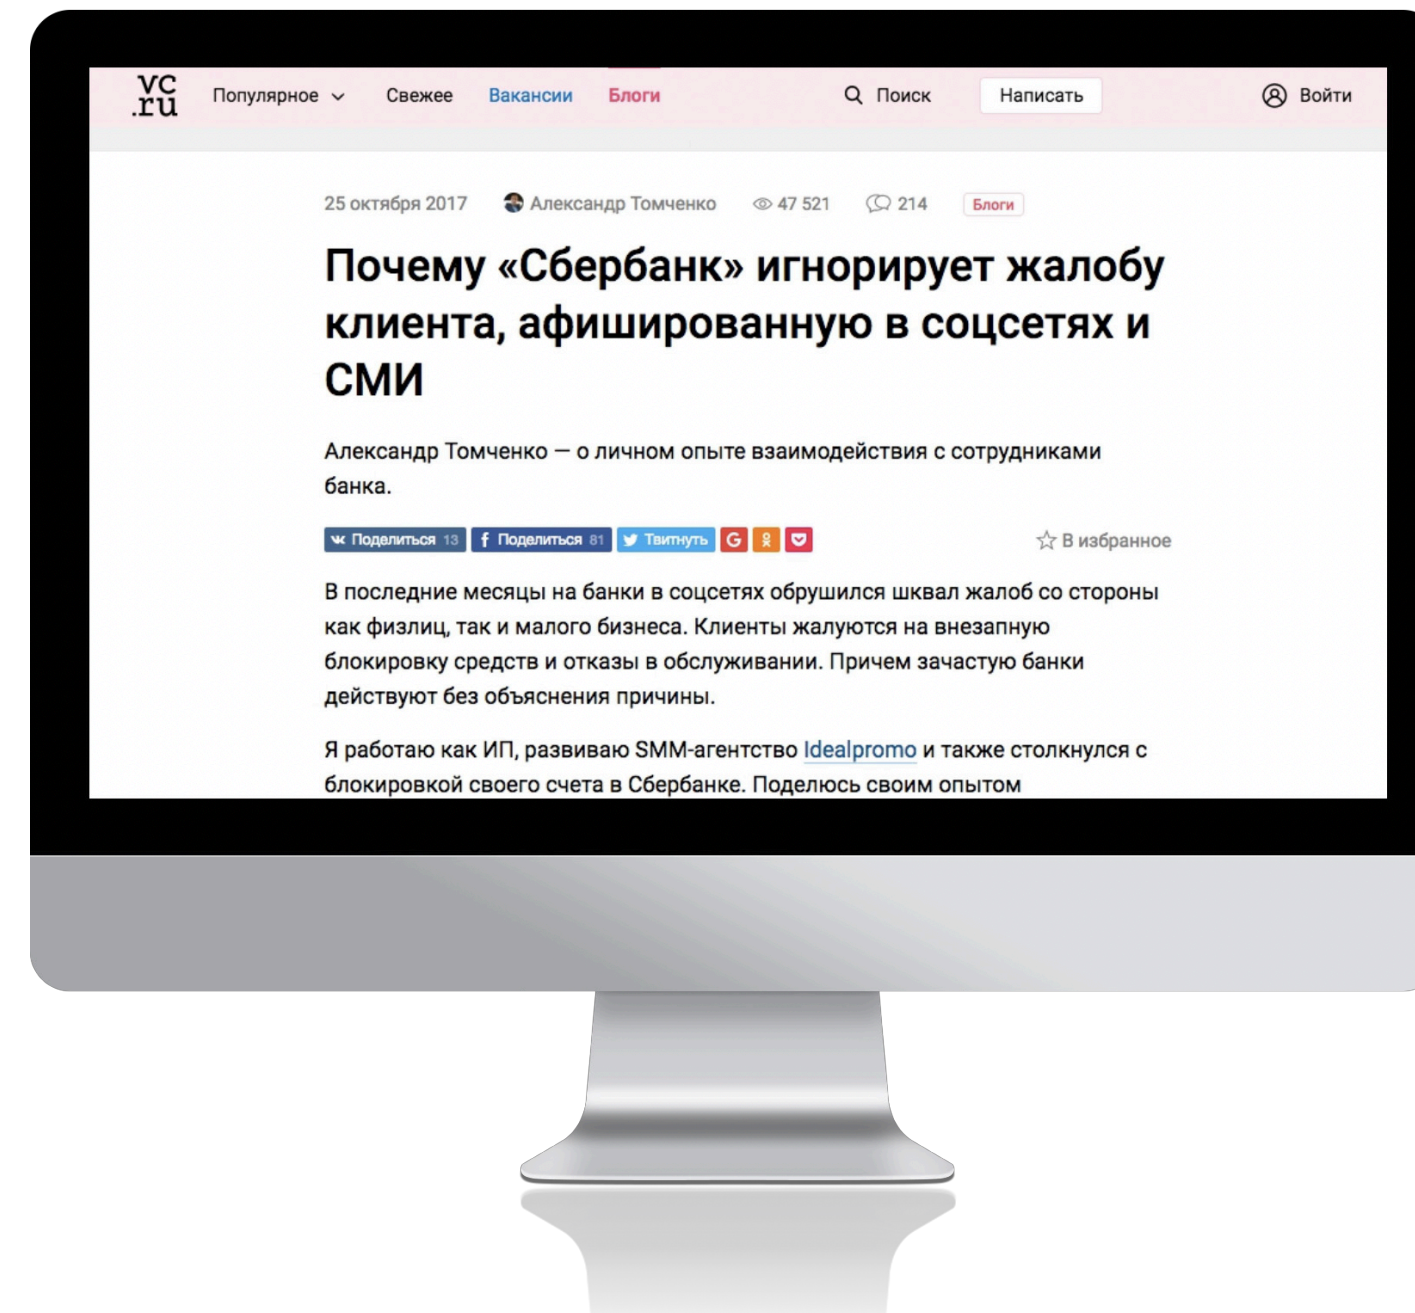 vc
.ru
Популярное Свежее Вакансии Блоги Поиск Написать Войти
25 октября 2017 Александр Томченко 47 521 214 Блоги
Почему «Сбербанк» игнорирует жалобу
клиента, афишированную в соцсетях и
СМИ
Александр Томченко — о личном опыте взаимодействия с сотрудниками
банка.
Поделиться 13 Поделиться 81 Твитнуть В избранное
В последние месяцы на банки в соцсетях обрушился шквал жалоб со стороны
как физлиц, так и малого бизнеса. Клиенты жалуются на внезапную
блокировку средств и отказы в обслуживании. Причем зачастую банки
действуют без объяснения причины.
Я работаю как ИП, развиваю SMM-агентство Idealpromo и также столкнулся с
блокировкой своего счета в Сбербанке. Поделюсь своим опытом